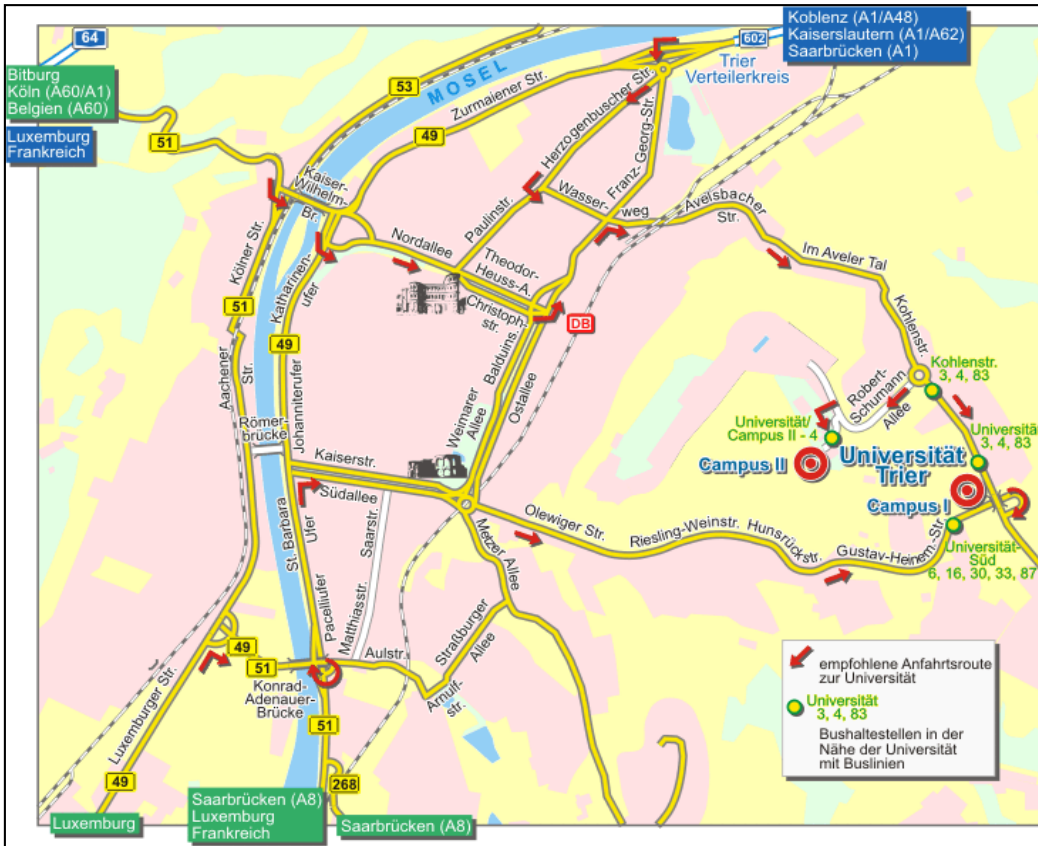 64
Bitburg
Köln (A60/A1)
Belgien (A60)
Luxemburg
Frankreich
51
53
MOSEL
Zurmaiener Str.
49
602
Koblenz (A1/A48)
Kaiserslautern (A1/A62)
Saarbrücken (A1)
Trier
Verteilerkreis
Herzogenbuscher Str.
Franz-Georg-Str.
Kaiser-
Wilhelm-
Br.
Kölner Str.
Katharinen-
ufer
Nordallee
Paulinstr.
Wasser-
weg
Avelsbacher
Str.
Im Aveler Tal
Kohlenstr.
Theodor-
Heuss-A.
Christoph-
str.
DB
51
49
Aachener
Str.
Johanniterufer
Römer-
brücke
Balduins.
Ostallee
Weimarer
Allee
Kaiserstr.
Südallee
Robert-
Schumann
Allee
Kohlenstr.
3, 4, 83
Universität/
Campus II - 4
Universität
3, 4, 83
Campus II
Universität
Trier
Campus I
St. Barbara
Ufer
Saarstr.
Metzer Allee
Olewiger Str.
Riesling-Weinstr.
Hunsrückstr.
Gustav-Heinem.-Str.
Universität-
Süd
6, 16, 30, 33, 87
Pacelliufer
Matthiasstr.
Straßburger
Allee
Aulstr.
Arnulf-
str.
49
51
Konrad-
Adenauer-
Brücke
Luxemburger Str.
49
51
268
Luxemburg
Saarbrücken (A8)
Luxemburg
Frankreich
Saarbrücken (A8)
empfohlene Anfahrtsroute
zur Universität
Universität
3, 4, 83
Bushaltestellen in der
Nähe der Universität
mit Buslinien